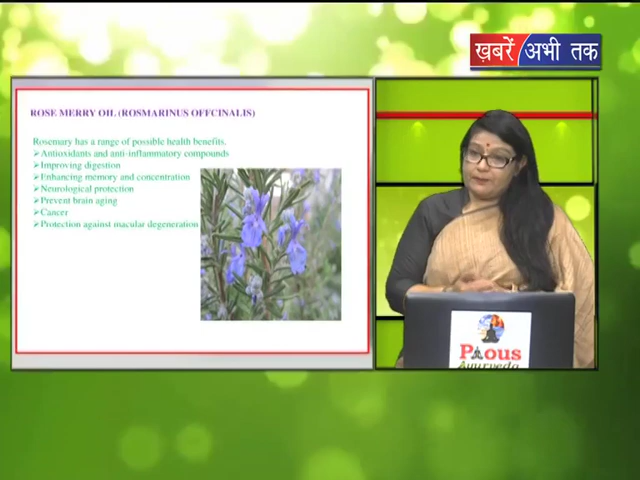 ख़बरें अभी तक
ROSE MERRY OIL (ROSMARINUS OFFCINALIS)
Rosemary has a range of possible health benefits.
➢Antioxidants and anti-inflammatory compounds
➢Improving digestion
➢Enhancing memory and concentration
➢Neurological protection
➢Prevent brain aging
➢Cancer
➢Protection against macular degeneration
Pious
Ayurveda